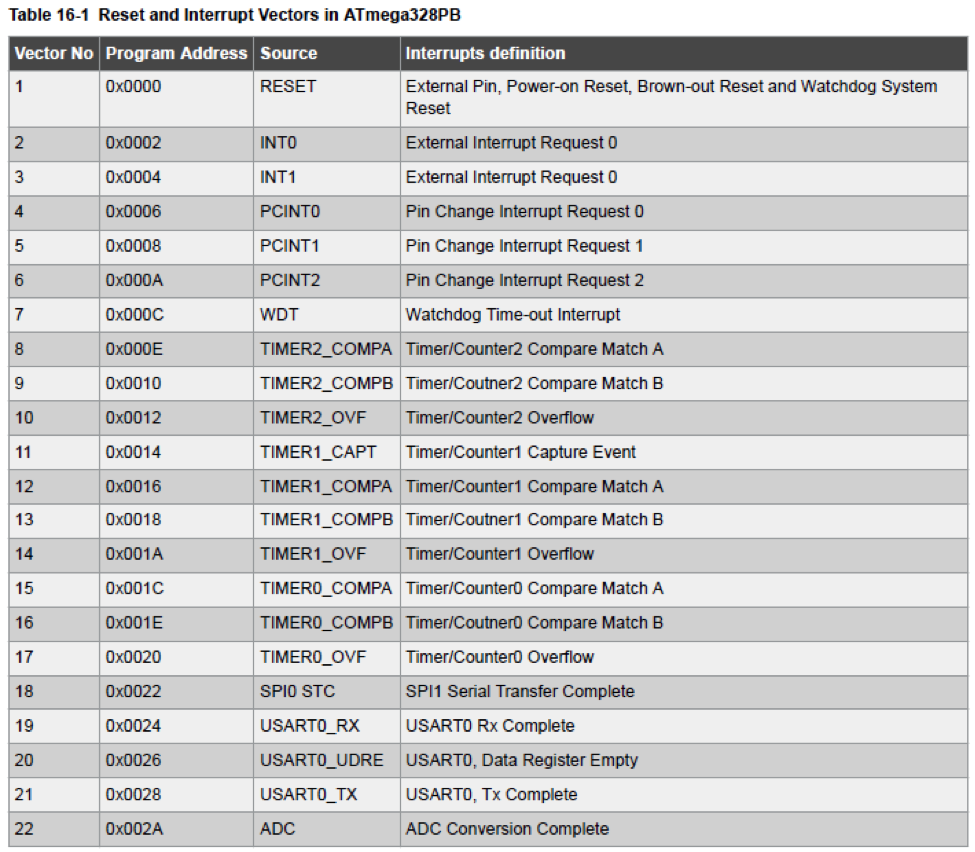 Table 16-1 Reset and Interrupt Vectors in ATmega328PB
Vector No Program Address Source Interrupts definition
1 0x0000 RESET External Pin, Power-on Reset, Brown-out Reset and Watchdog System
Reset
2 0x0002 INT0 External Interrupt Request 0
3 0x0004 INT1 External Interrupt Request 0
4 0x0006 PCINT0 Pin Change Interrupt Request 0
5 0x0008 PCINT1 Pin Change Interrupt Request 1
6 0x000A PCINT2 Pin Change Interrupt Request 2
7 0x000C WDT Watchdog Time-out Interrupt
8 0x000E TIMER2_COMPA Timer/Counter2 Compare Match A
9 0x0010 TIMER2_COMPB Timer/Coutner2 Compare Match B
10 0x0012 TIMER2_OVF Timer/Counter2 Overflow
11 0x0014 TIMER1_CAPT Timer/Counter1 Capture Event
12 0x0016 TIMER1_COMPA Timer/Counter1 Compare Match A
13 0x0018 TIMER1_COMPB Timer/Coutner1 Compare Match B
14 0x001A TIMER1_OVF Timer/Counter1 Overflow
15 0x001C TIMER0_COMPA Timer/Counter0 Compare Match A
16 0x001E TIMER0_COMPB Timer/Coutner0 Compare Match B
17 0x0020 TIMER0_OVF Timer/Counter0 Overflow
18 0x0022 SPI0 STC SPI1 Serial Transfer Complete
19 0x0024 USART0_RX USART0 Rx Complete
20 0x0026 USART0_UDRE USART0, Data Register Empty
21 0x0028 USART0_TX USART0, Tx Complete
22 0x002A ADC ADC Conversion Complete